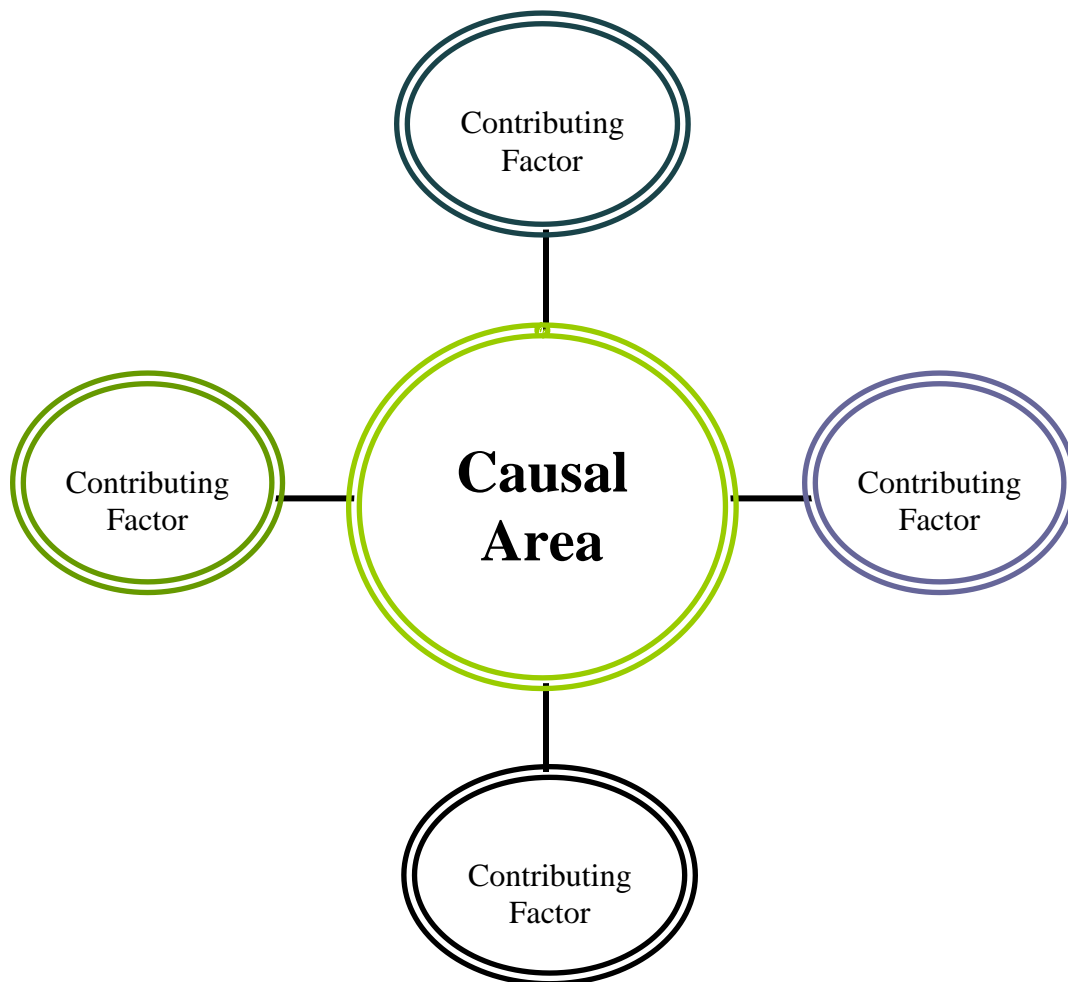 Contributing
Factor
Contributing
Factor
Causal
Area
Contributing
Factor
Contributing
Factor